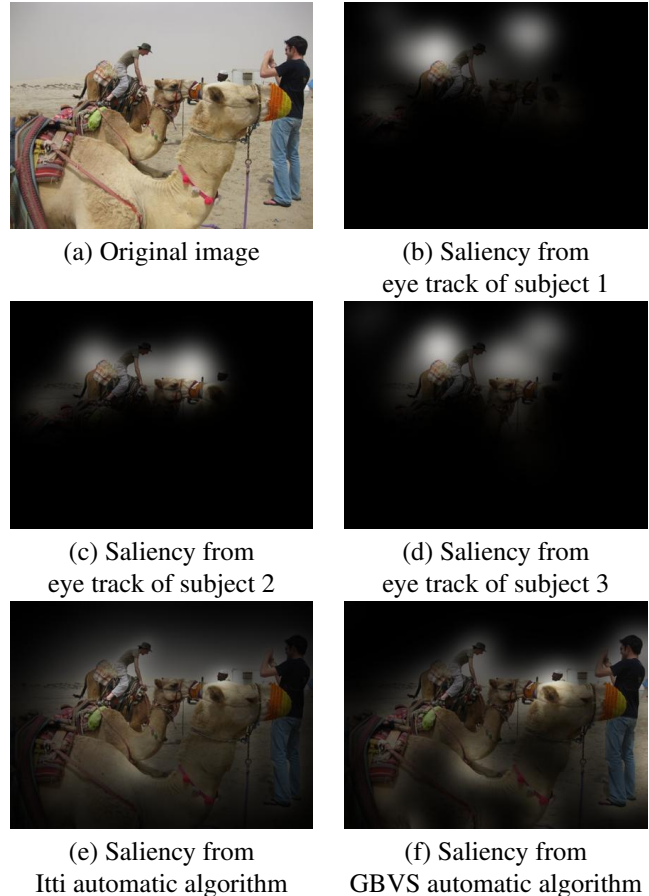 (a) Original image
(b) Saliency from
eye track of subject 1
(c) Saliency from
eye track of subject 2
(d) Saliency from
eye track of subject 3
(e) Saliency from
Itti automatic algorithm
(f) Saliency from
GBVS automatic algorithm